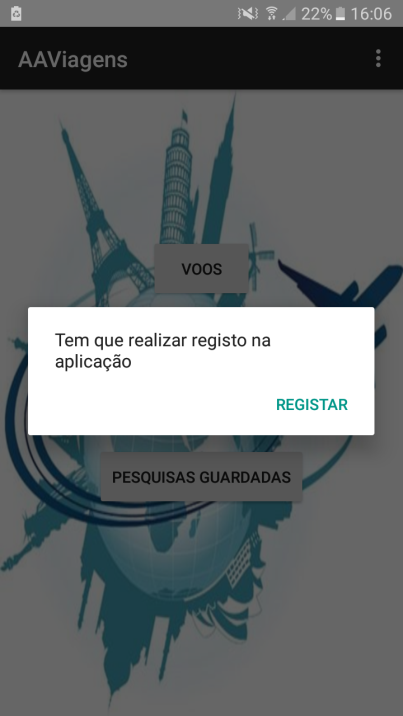 22% 16:06
AAViagens
VOOS
Tem que realizar registo na
aplicação
REGISTAR
PESQUISAS GUARDADAS